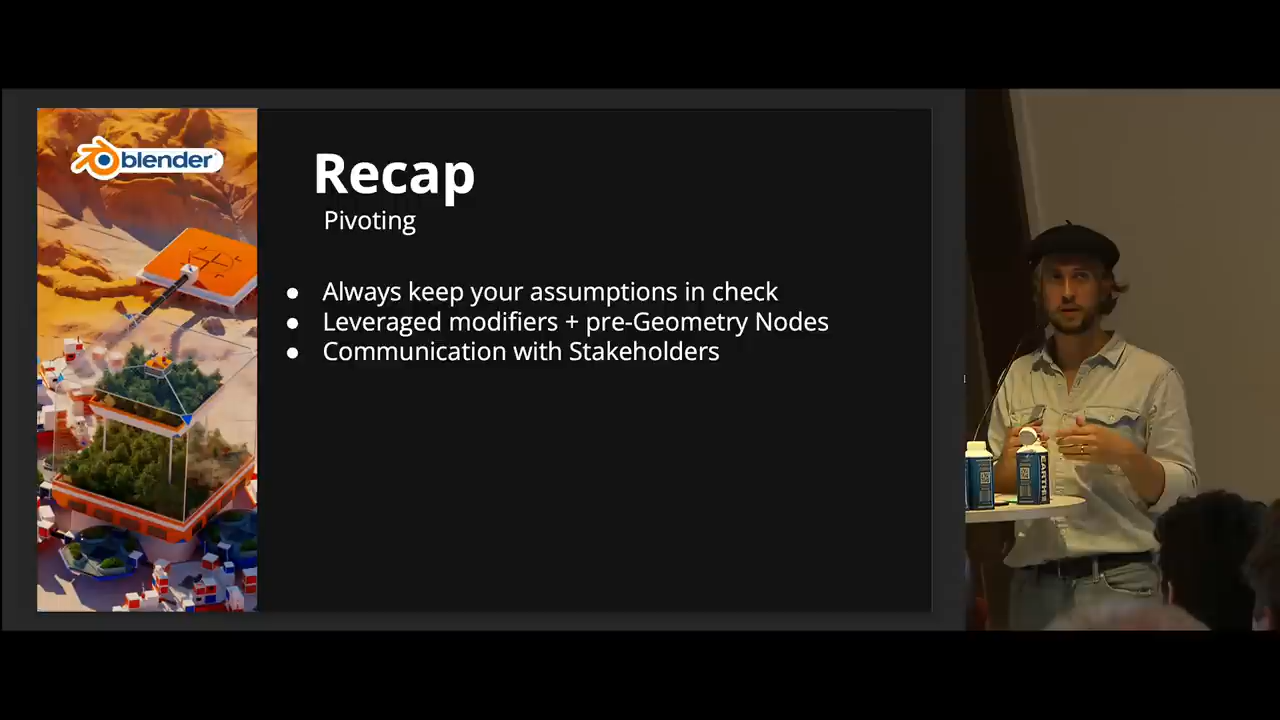 blender
Recap
Pivoting
● Always keep your assumptions in check
● Leveraged modifiers + pre-Geometry Nodes
● Communication with Stakeholders
EARTH